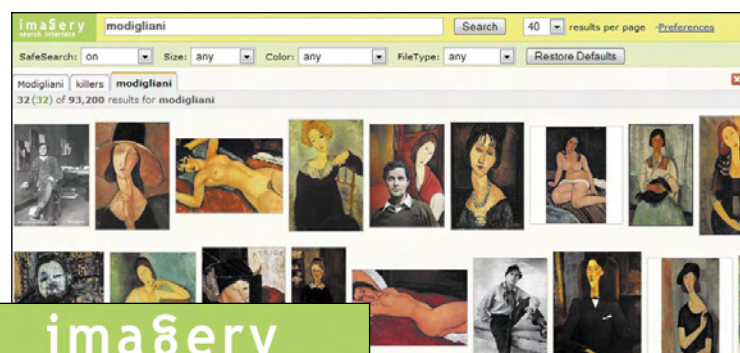 imagery modigliani Search 40 results per page -Preferences
search interface
SafeSearch: on Size: any Color: any FileType: any Restore Defaults
Modigliani killers modigliani
32 (32) of 93,200 results for modigliani
imagery